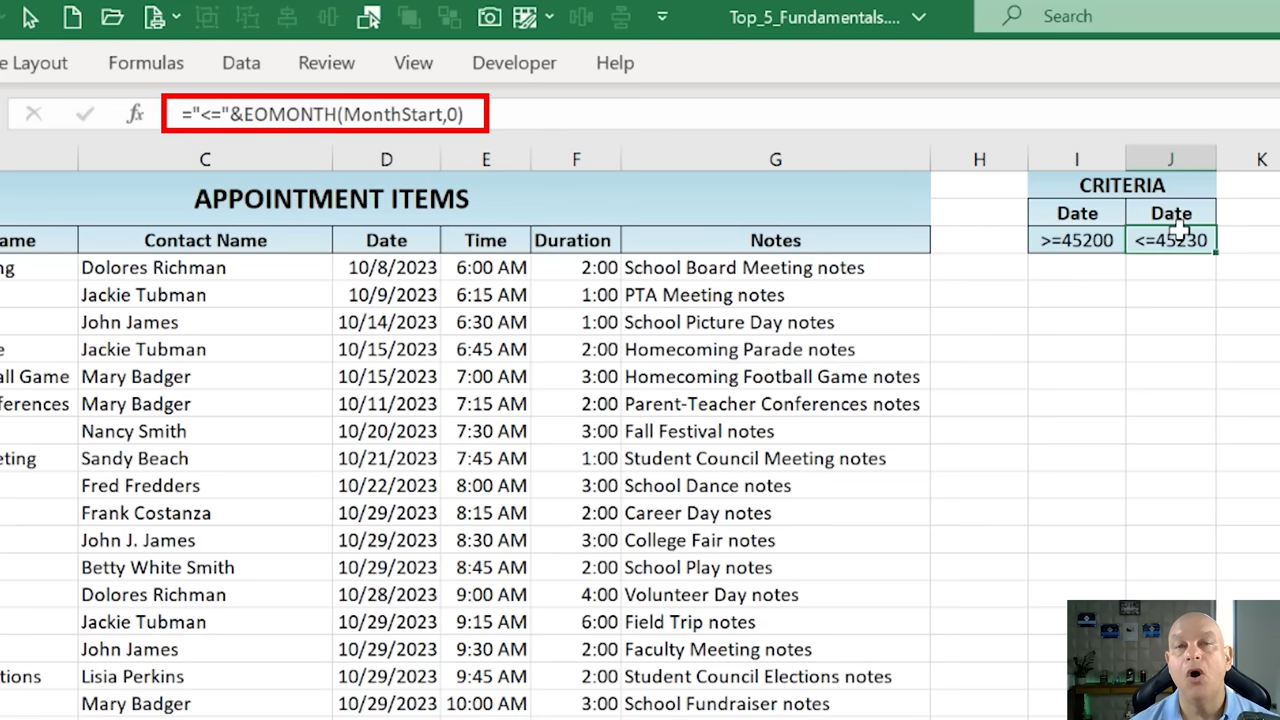 Top_5_Fundamentals....
Search
e Layout Formulas Data Review View Developer Help
fx ="<="&EOMONTH(MonthStart,0)
C D E F G H I J K
APPOINTMENT ITEMS CRITERIA
Date Date
ame Contact Name Date Time Duration Notes >=45200 <=45230
ng Dolores Richman 10/8/2023 6:00 AM 2:00 School Board Meeting notes
Jackie Tubman 10/9/2023 6:15 AM 1:00 PTA Meeting notes
John James 10/14/2023 6:30 AM 1:00 School Picture Day notes
e Jackie Tubman 10/15/2023 6:45 AM 2:00 Homecoming Parade notes
all Game Mary Badger 10/15/2023 7:00 AM 3:00 Homecoming Football Game notes
ferences Mary Badger 10/11/2023 7:15 AM 2:00 Parent-Teacher Conferences notes
Nancy Smith 10/20/2023 7:30 AM 3:00 Fall Festival notes
eting Sandy Beach 10/21/2023 7:45 AM 1:00 Student Council Meeting notes
Fred Fredders 10/22/2023 8:00 AM 3:00 School Dance notes
Frank Costanza 10/29/2023 8:15 AM 2:00 Career Day notes
John J. James 10/29/2023 8:30 AM 3:00 College Fair notes
Betty White Smith 10/29/2023 8:45 AM 2:00 School Play notes
Dolores Richman 10/28/2023 9:00 AM 4:00 Volunteer Day notes
Jackie Tubman 10/29/2023 9:15 AM 6:00 Field Trip notes
John James 10/29/2023 9:30 AM 2:00 Faculty Meeting notes
tions Lisia Perkins 10/29/2023 9:45 AM 2:00 Student Council Elections notes
Mary Badger 10/29/2023 10:00 AM 3:00 School Fundraiser notes